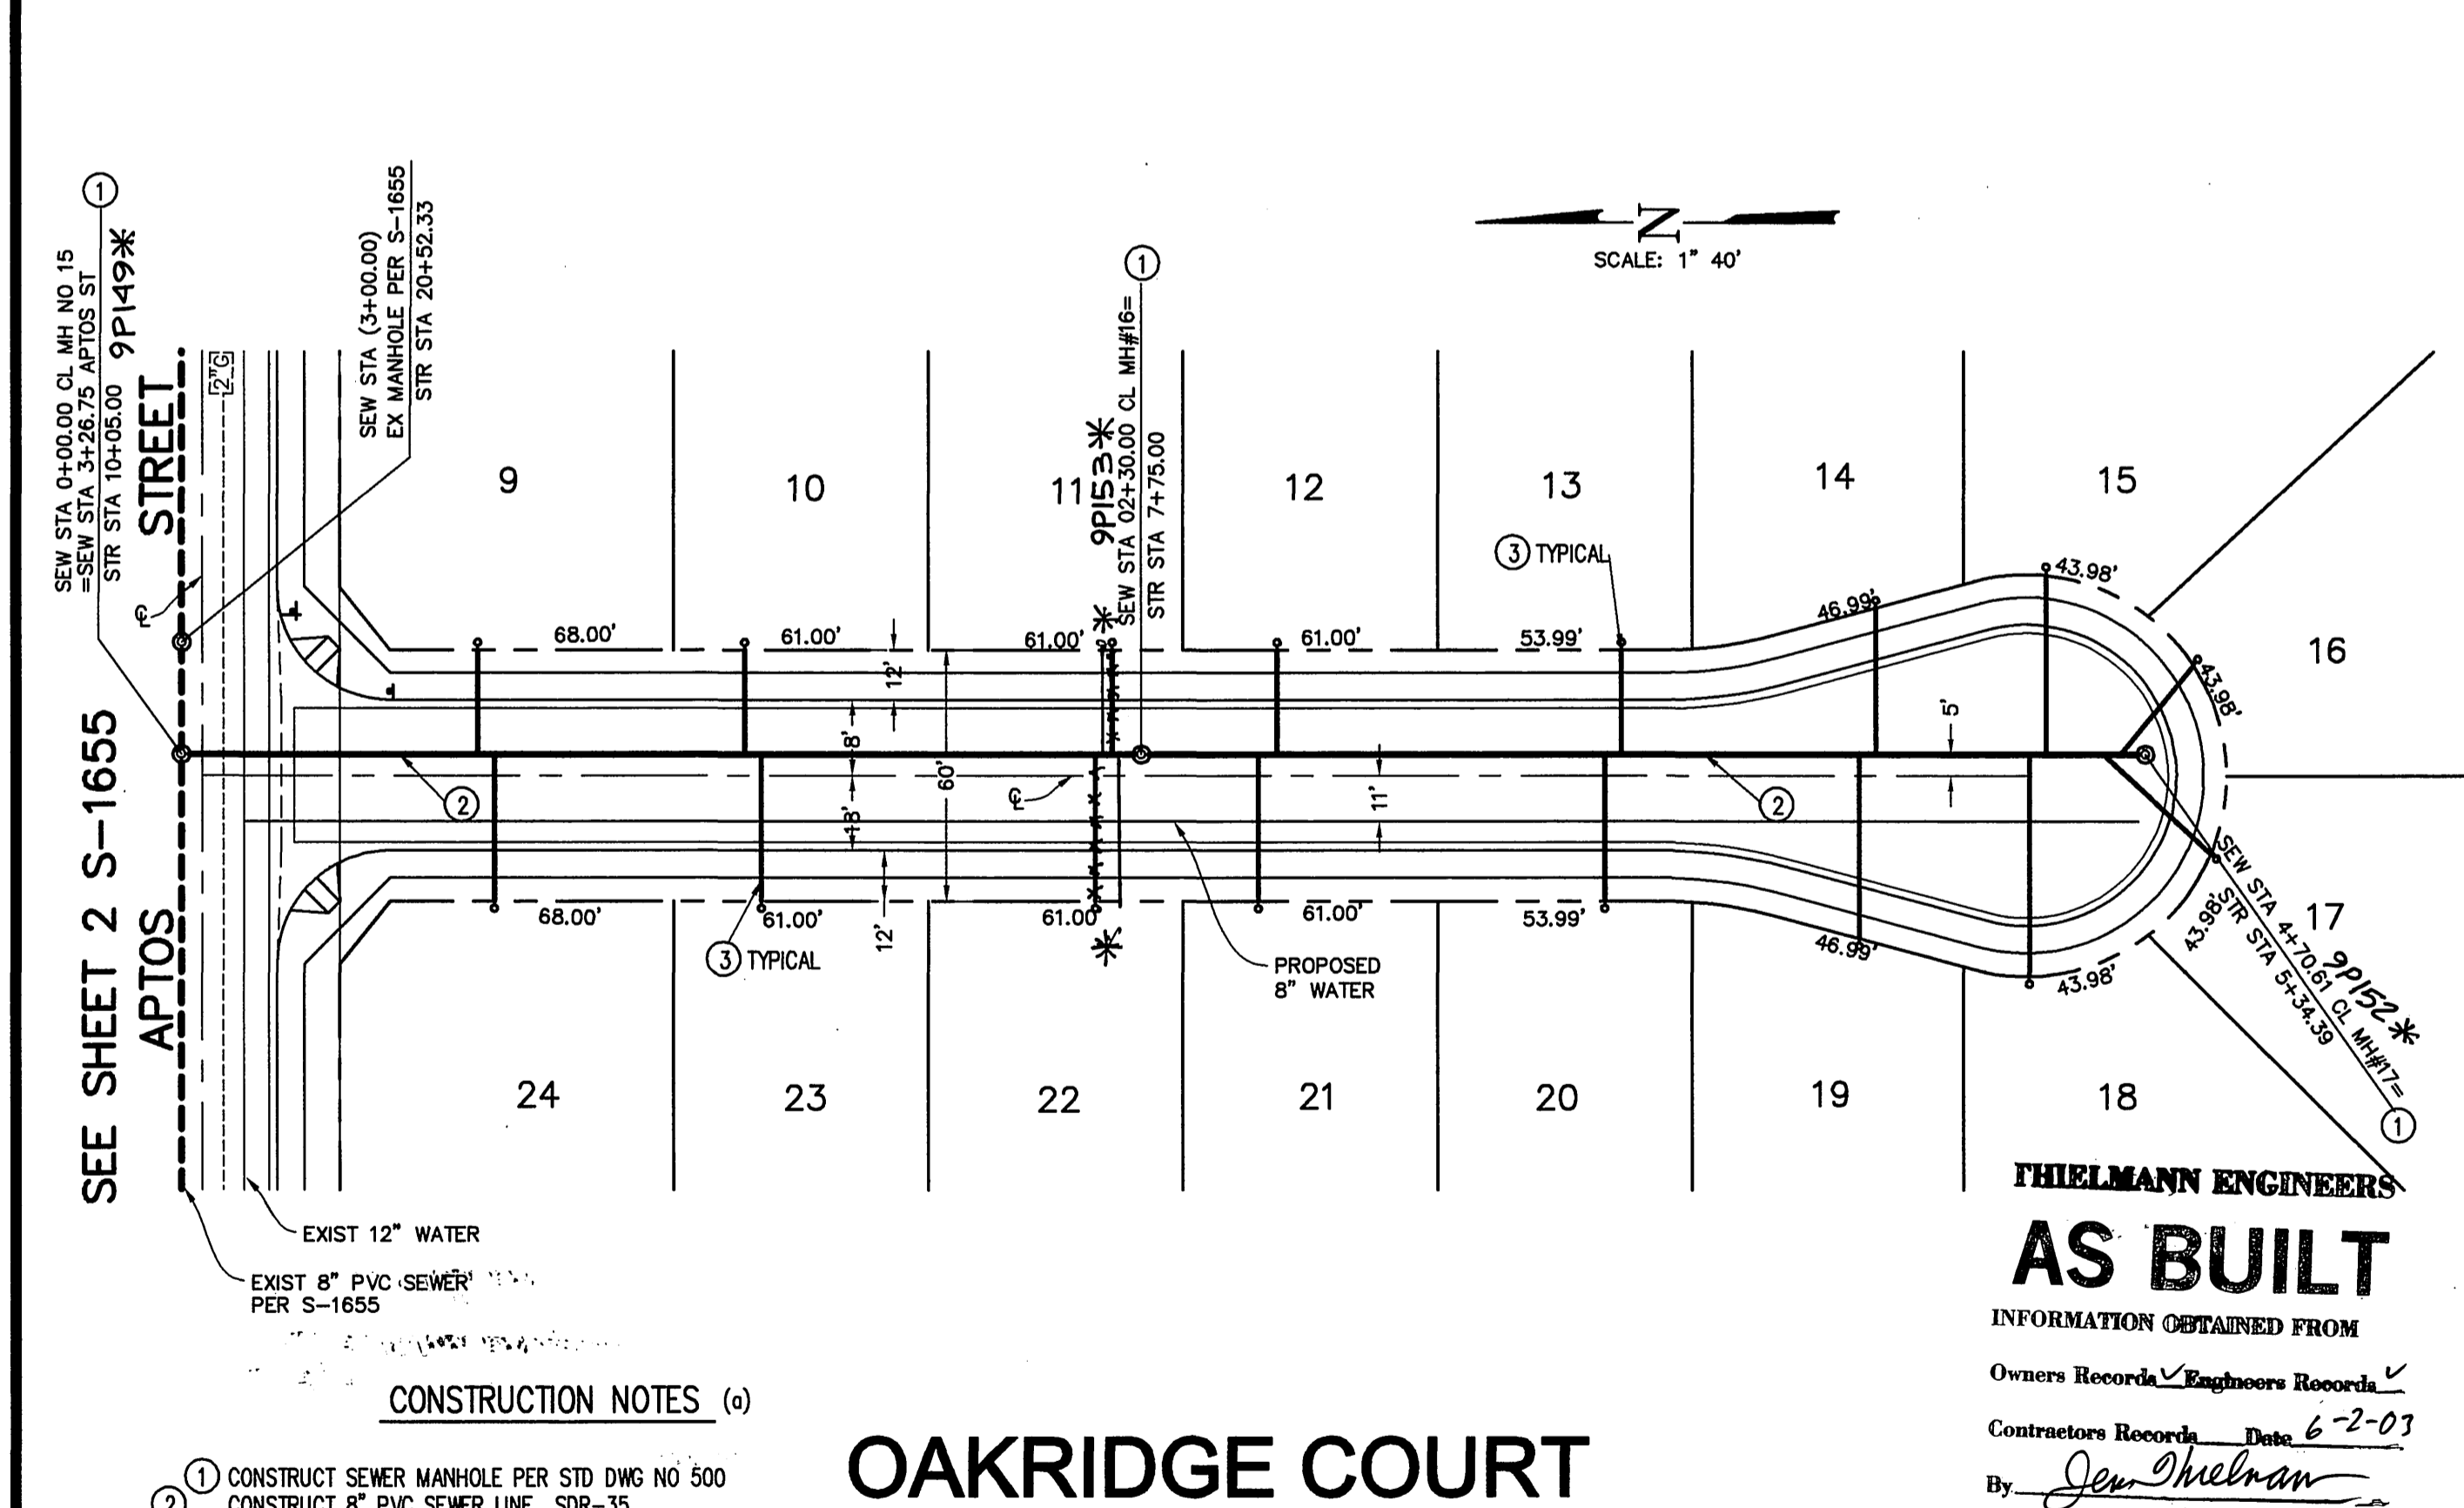 SEW STA 0+00.00 CL MH NO 15
=SEW STA 3+26.75 APTOS ST
STR STA 10+05.00
9P149*
1
SEW STA (3+00.00)
EX MANHOLE PER S-1655
STR STA 20+52.33
SEE SHEET 2 S-1655
APTOS STREET
2"G
℄
N
SCALE: 1" 40'
1
9P153*
SEW STA 02+30.00 CL MH#16=
STR STA 7+75.00
9
10
11
12
13
14
15
16
3 TYPICAL
68.00'
61.00'
61.00'
*
61.00'
53.99'
46.99'
43.98'
43.98'
12'
18'
60'
℄
11'
5'
2
2
18'
12'
68.00'
61.00'
61.00'
*
61.00'
53.99'
46.99'
43.98'
43.98'
3 TYPICAL
PROPOSED
8" WATER
SEW STA 4+70.61 CL MH#17=
STR STA 5+34.39
9P152*
1
17
24
23
22
21
20
19
18
EXIST 12" WATER
EXIST 8" PVC SEWER
PER S-1655
THIELMANN ENGINEERS
AS BUILT
INFORMATION OBTAINED FROM
Owners Records ✓ Engineers Records ✓
Contractors Records Date 6-2-03
By
CONSTRUCTION NOTES (a)
1 CONSTRUCT SEWER MANHOLE PER STD DWG NO 500
2 CONSTRUCT 8" PVC SEWER LINE, SDR-35
OAKRIDGE COURT